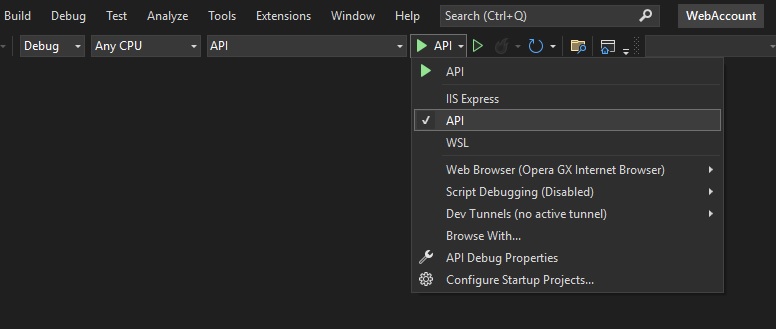 Build Debug Test Analyze Tools Extensions Window Help Search (Ctrl+Q) WebAccount
Debug Any CPU API API
API
IIS Express
API
WSL
Web Browser (Opera GX Internet Browser)
Script Debugging (Disabled)
Dev Tunnels (no active tunnel)
Browse With...
API Debug Properties
Configure Startup Projects...